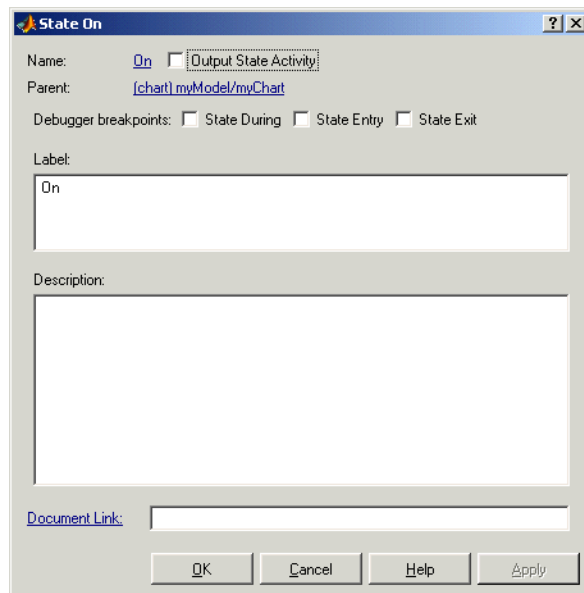 State On
Name: On Output State Activity
Parent: (chart) myModel/myChart
Debugger breakpoints: State During State Entry State Exit
Label:
On
Description:
Document Link:
OK Cancel Help Apply